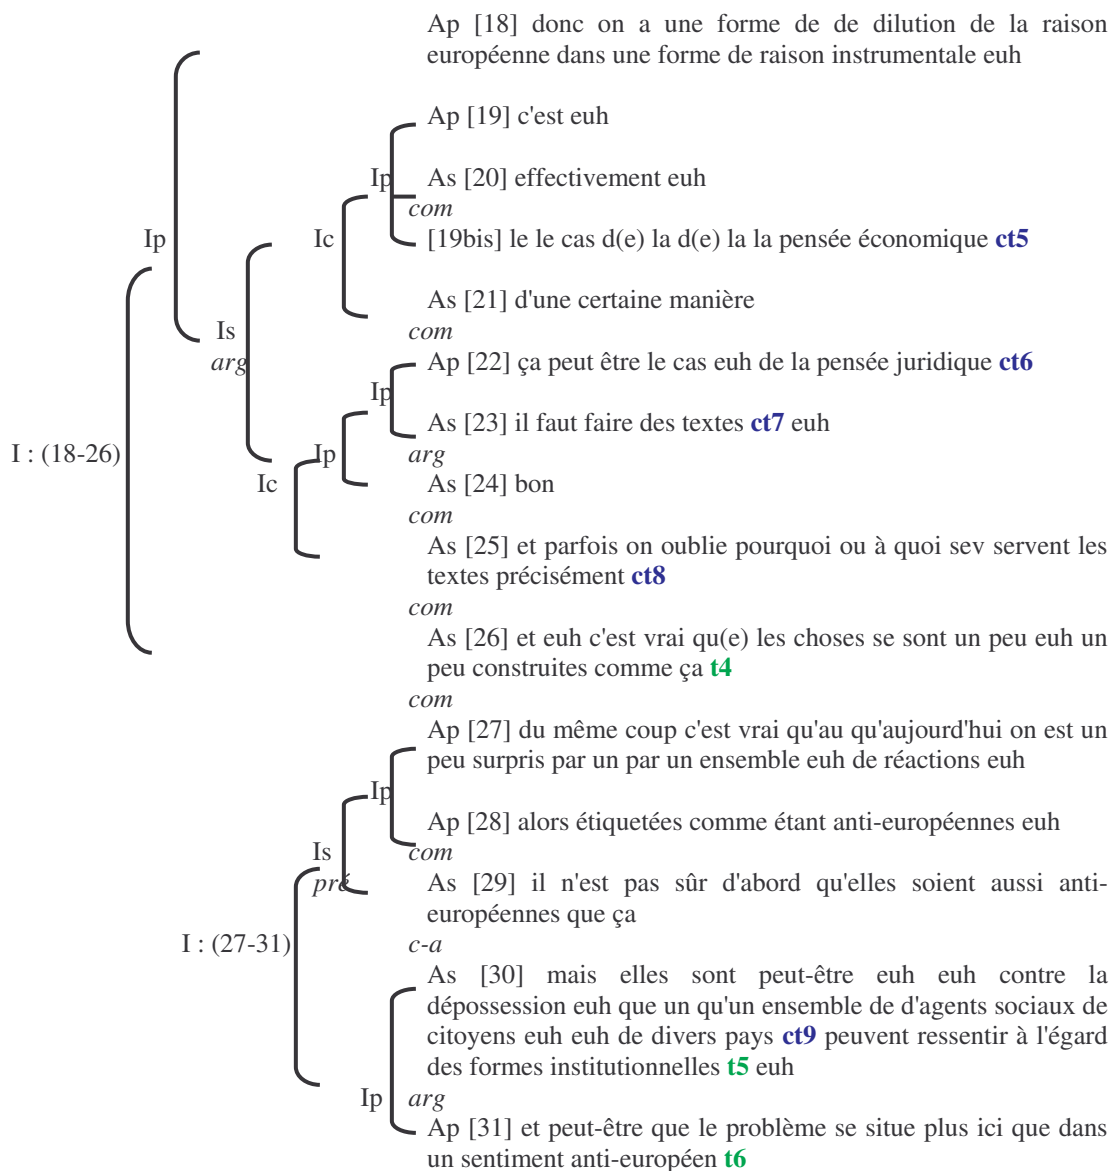 Ap [18] donc on a une forme de de dilution de la raison
européenne dans une forme de raison instrumentale euh
Ap [19] c'est euh
Ip As [20] effectivement euh
com
Ip Ic [19bis] le le cas d(e) la d(e) la la pensée économique ct5
As [21] d'une certaine manière
Is com
arg Ap [22] ça peut être le cas euh de la pensée juridique ct6
Ip
As [23] il faut faire des textes ct7 euh
I : (18-26) Ip arg
Ic As [24] bon
com
As [25] et parfois on oublie pourquoi ou à quoi sev servent les
textes précisément ct8
com
As [26] et euh c'est vrai qu(e) les choses se sont un peu euh un
peu construites comme ça t4
com
Ap [27] du même coup c'est vrai qu'au qu'aujourd'hui on est un
peu surpris par un par un ensemble euh de réactions euh
Ip
Ap [28] alors étiquetées comme étant anti-européennes euh
Is com
pré As [29] il n'est pas sûr d'abord qu'elles soient aussi anti-
européennes que ça
I : (27-31) c-a
As [30] mais elles sont peut-être euh euh contre la
dépossession euh que un qu'un ensemble de d'agents sociaux de
citoyens euh euh de divers pays ct9 peuvent ressentir à l'égard
des formes institutionnelles t5 euh
Ip arg
Ap [31] et peut-être que le problème se situe plus ici que dans
un sentiment anti-européen t6